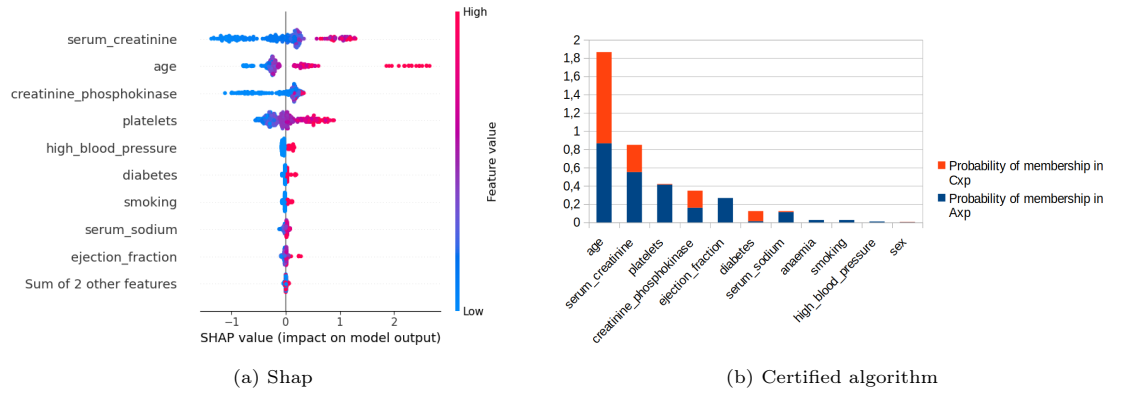 High
serum_creatinine
age
creatinine_phosphokinase
platelets
high_blood_pressure
diabetes
smoking
serum_sodium
ejection_fraction
Sum of 2 other features
Feature value
Low
−1
0
1
2
SHAP value (impact on model output)
(a) Shap
2
1,8
1,6
1,4
1,2
1
0,8
0,6
0,4
0,2
0
age
serum_creatinine
platelets
creatinine_phosphokinase
ejection_fraction
diabetes
serum_sodium
anaemia
smoking
high_blood_pressure
sex
Probability of membership in
Cxp
Probability of membership in
Axp
(b) Certified algorithm